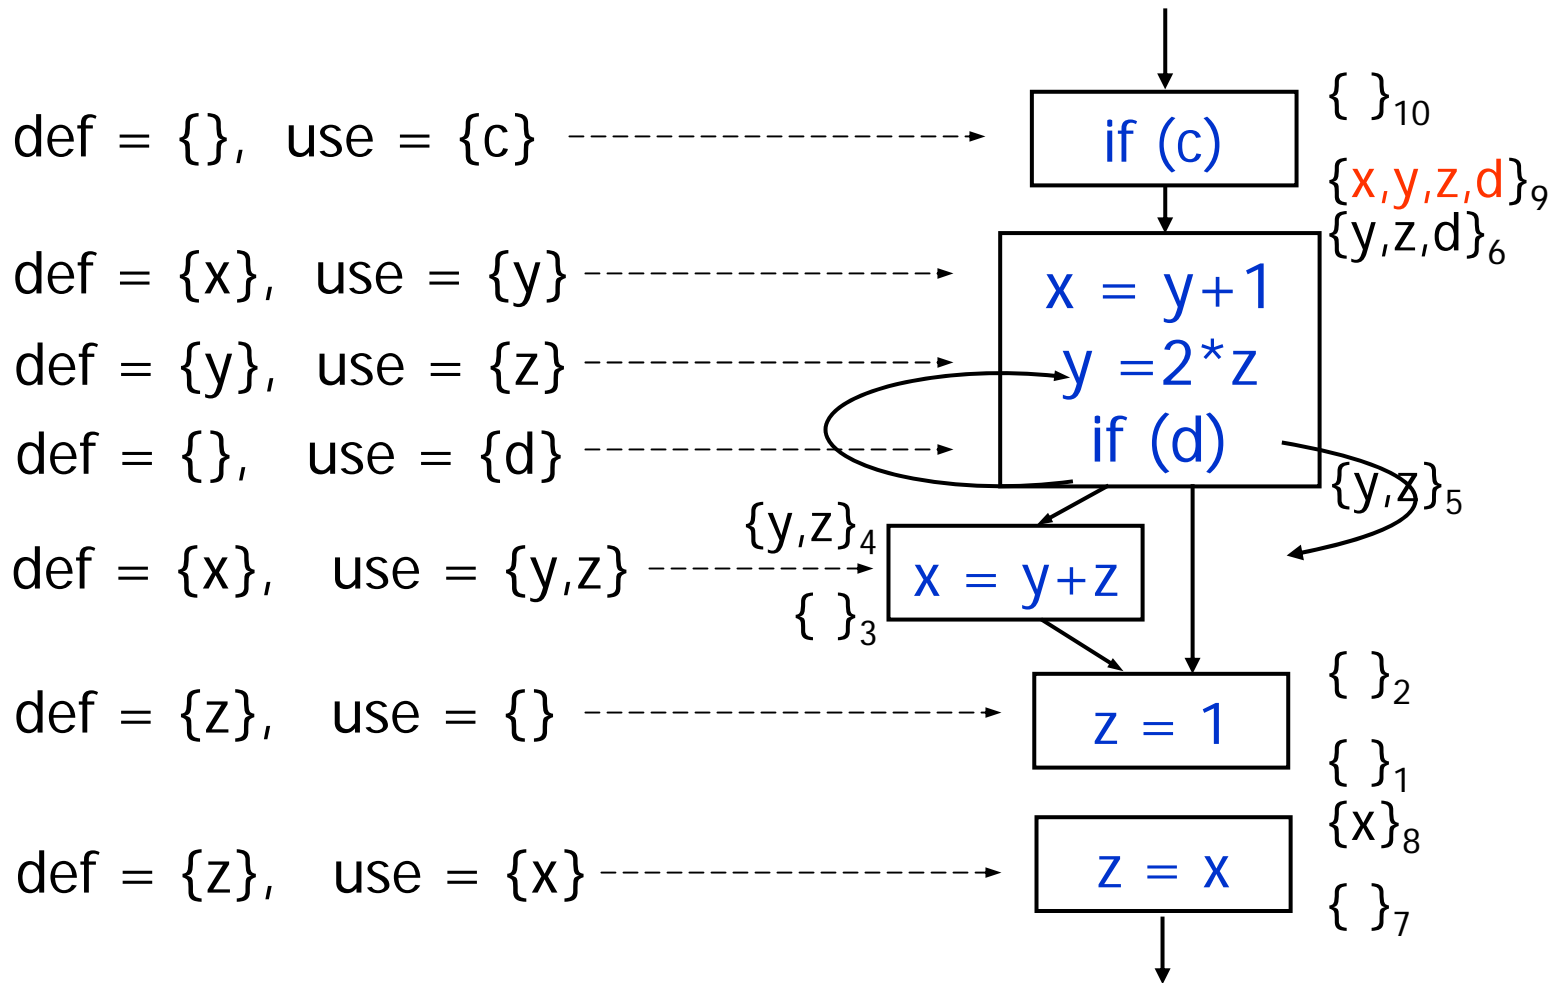 { }10
def = {}, use = {c}
if (c)
{x,y,z,d}9
{y,z,d}6
def = {x}, use = {y}
x = y+1
def = {y}, use = {z}
y =2*z
def = {}, use = {d}
if (d)
{y,z}5
{y,z}4
def = {x}, use = {y,z}
x = y+z
{ }3
{ }2
def = {z}, use = {}
z = 1
{ }1
{x}8
def = {z}, use = {x}
z = x
{ }7